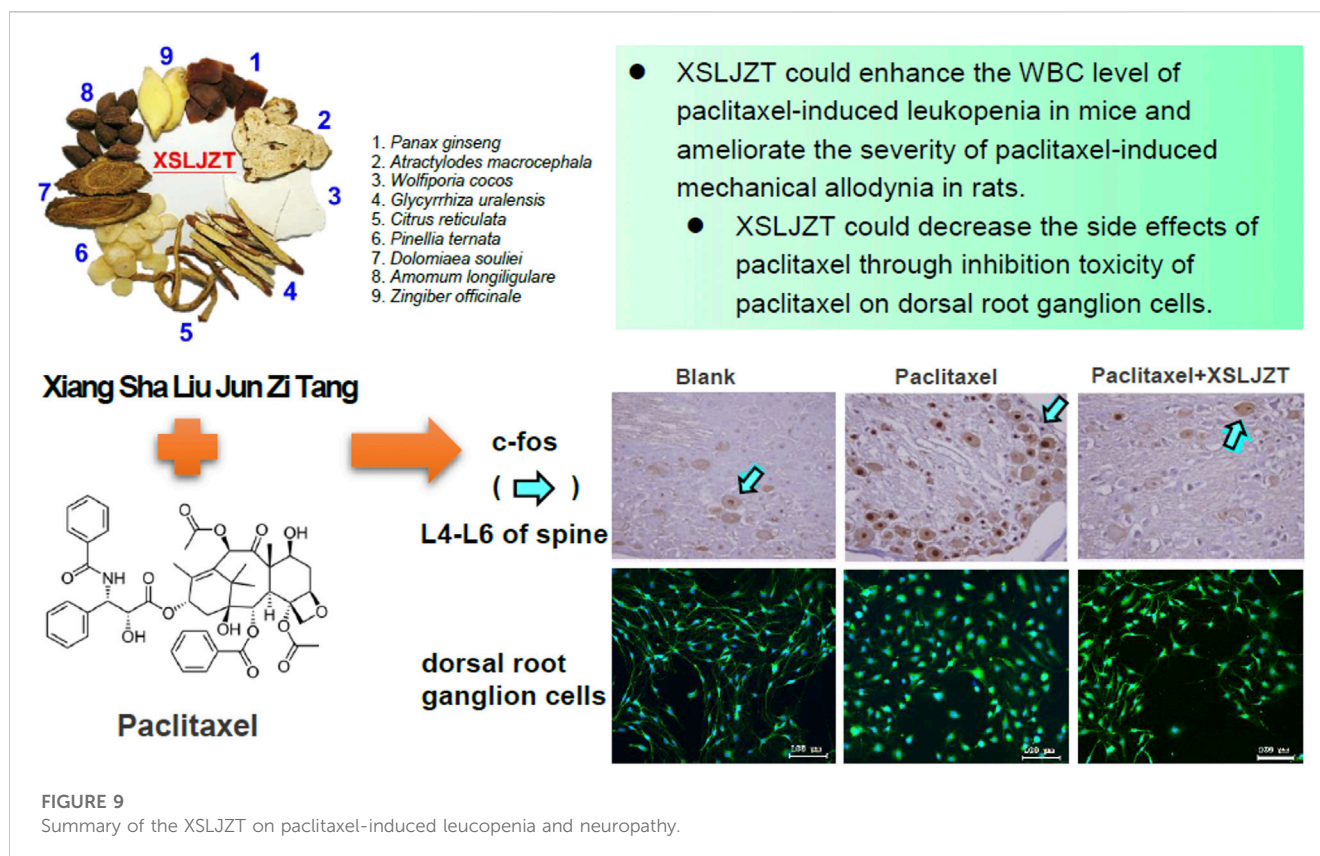 9
1
8
2
XSLJZT
7
3
6
4
5
1. Panax ginseng
2. Atractylodes macrocephala
3. Wolfiporia cocos
4. Glycyrrhiza uralensis
5. Citrus reticulata
6. Pinellia ternata
7. Dolomiaea souliei
8. Amomum longiligulare
9. Zingiber officinale
● XSLJZT could enhance the WBC level of
paclitaxel-induced leukopenia in mice and
ameliorate the severity of paclitaxel-induced
mechanical allodynia in rats.
● XSLJZT could decrease the side effects of
paclitaxel through inhibition toxicity of
paclitaxel on dorsal root ganglion cells.
Xiang Sha Liu Jun Zi Tang
Blank
Paclitaxel
Paclitaxel+XSLJZT
c-fos
( )
L4-L6 of spine
O
NH
O
OH
O
O
O
O
OH
OH
O
O
H
O
O
O
Paclitaxel
dorsal root
ganglion cells
100 μm
FIGURE 9
Summary of the XSLJZT on paclitaxel-induced leucopenia and neuropathy.